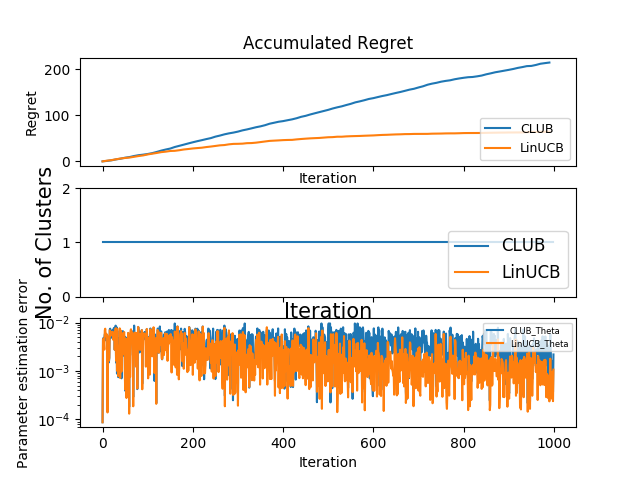 Accumulated Regret
200
100
0
Regret
CLUB
LinUCB
Iteration
2
1
0
No. of Clusters
CLUB
LinUCB
Iteration
10⁻²
10⁻³
10⁻⁴
Parameter estimation error
CLUB_Theta
LinUCB_Theta
0 200 400 600 800 1000
Iteration